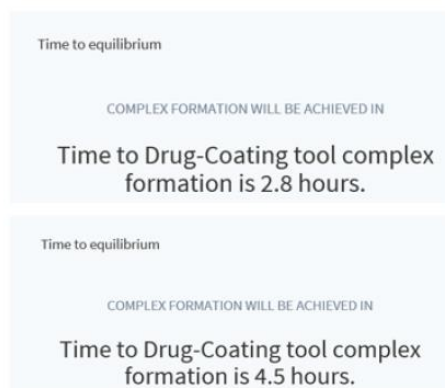 Time to equilibrium
COMPLEX FORMATION WILL BE ACHIEVED IN
Time to Drug-Coating tool complex
formation is 2.8 hours.
Time to equilibrium
COMPLEX FORMATION WILL BE ACHIEVED IN
Time to Drug-Coating tool complex
formation is 4.5 hours.